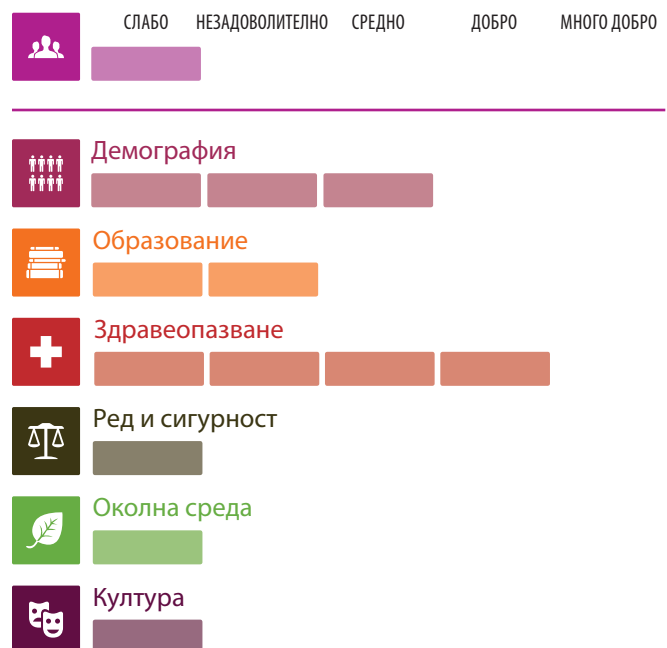 СЛАБО НЕЗАДОВОЛИТЕЛНО СРЕДНО ДОБРО МНОГО ДОБРО
Демография
Образование
Здравеопазване
Ред и сигурност
Околна среда
Култура